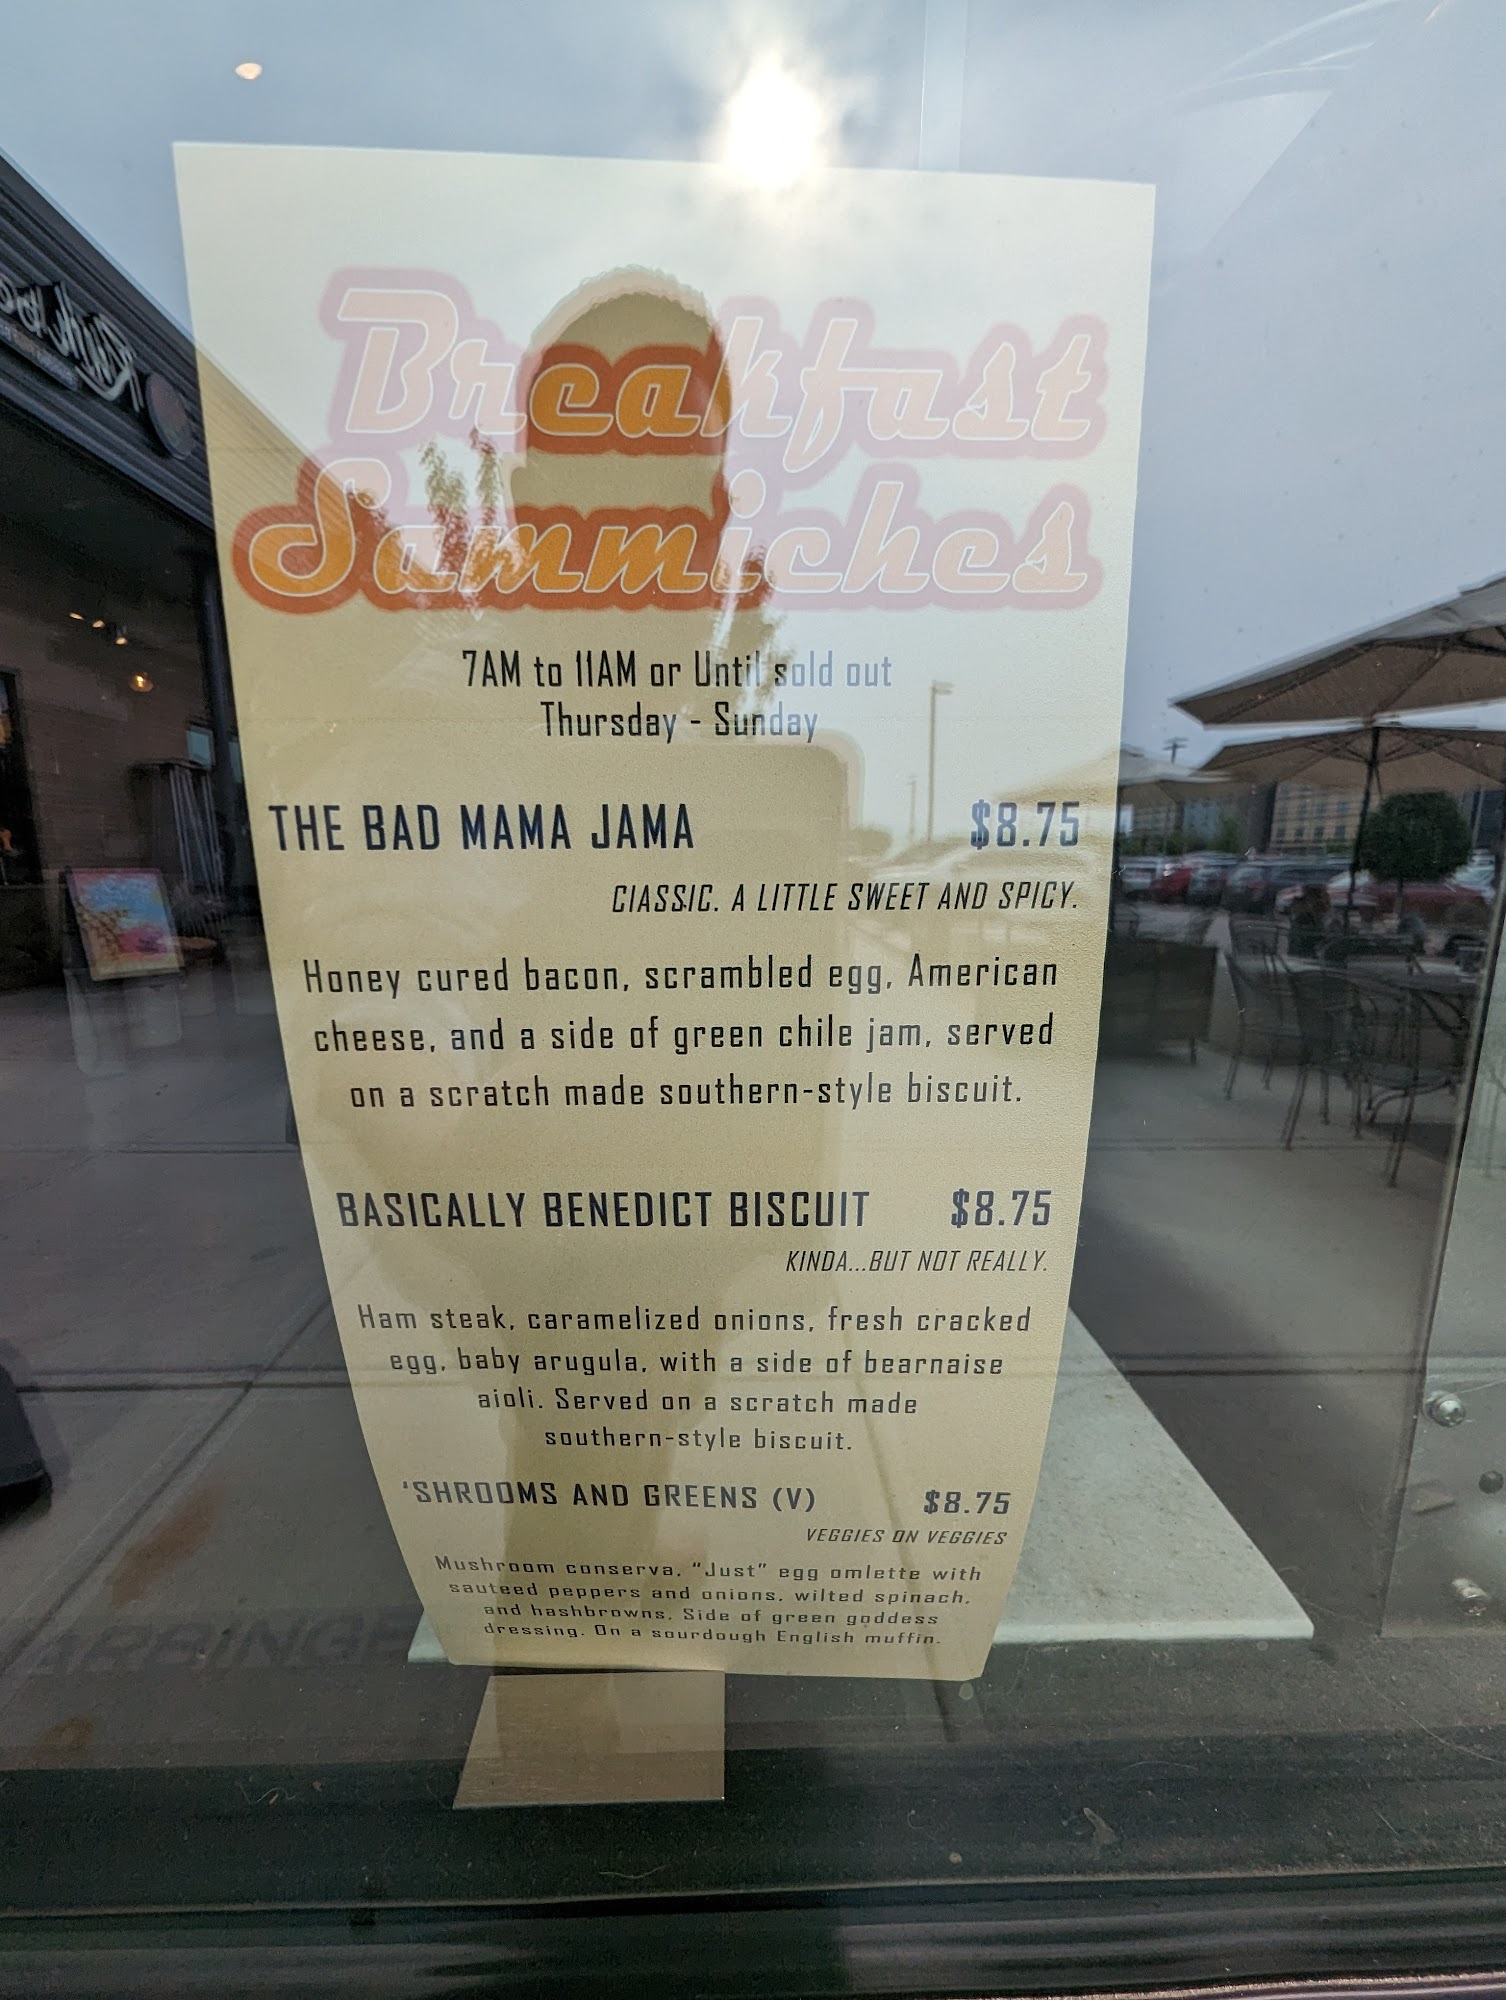 Breakfast
Sammiches
7AM to 11AM or Until sold out
Thursday - Sunday
THE BAD MAMA JAMA $8.75
ClASSIC. A LITTLE SWEET AND SPICY.
Honey cured bacon, scrambled egg, American
cheese, and a side of green chile jam, served
on a scratch made southern-style biscuit.
BASICALLY BENEDICT BISCUIT $8.75
KINDA...BUT NOT REALLY.
Ham steak, caramelized onions, fresh cracked
egg, baby arugula, with a side of bearnaise
aioli. Served on a scratch made
southern-style biscuit.
'SHROOMS AND GREENS (V) $8.75
VEGGIES ON VEGGIES
Mushroom conserva, "Just" egg omlette with
sauteed peppers and onions, wilted spinach,
and hashbrowns. Side of green goddess
dressing. On a sourdough English muffin.